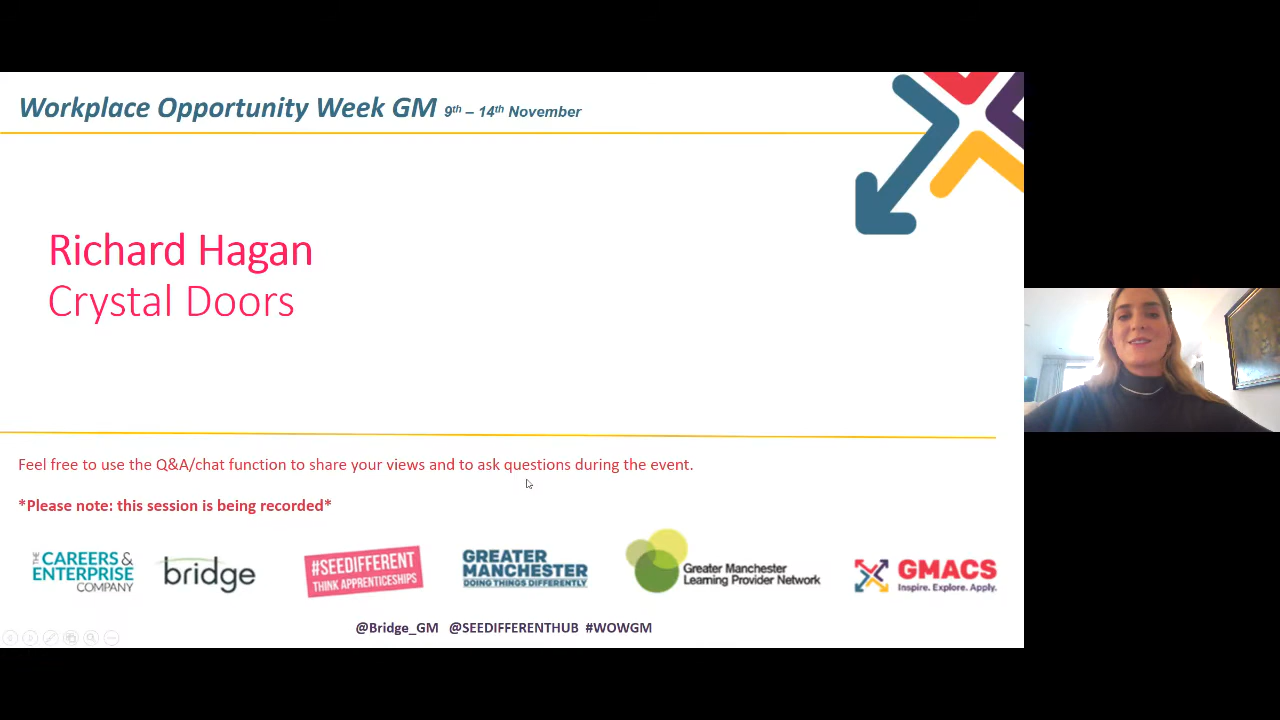 Workplace Opportunity Week GM 9th – 14th November
Richard Hagan
Crystal Doors
Feel free to use the Q&A/chat function to share your views and to ask questions during the event.
*Please note: this session is being recorded*
THE CAREERS & ENTERPRISE COMPANY
bridge
#SEEDIFFERENT
THINK APPRENTICESHIPS
GREATER MANCHESTER
DOING THINGS DIFFERENTLY
Greater Manchester
Learning Provider Network
GMACS
Inspire. Explore. Apply.
@Bridge_GM @SEEDIFFERENTHUB #WOWGM